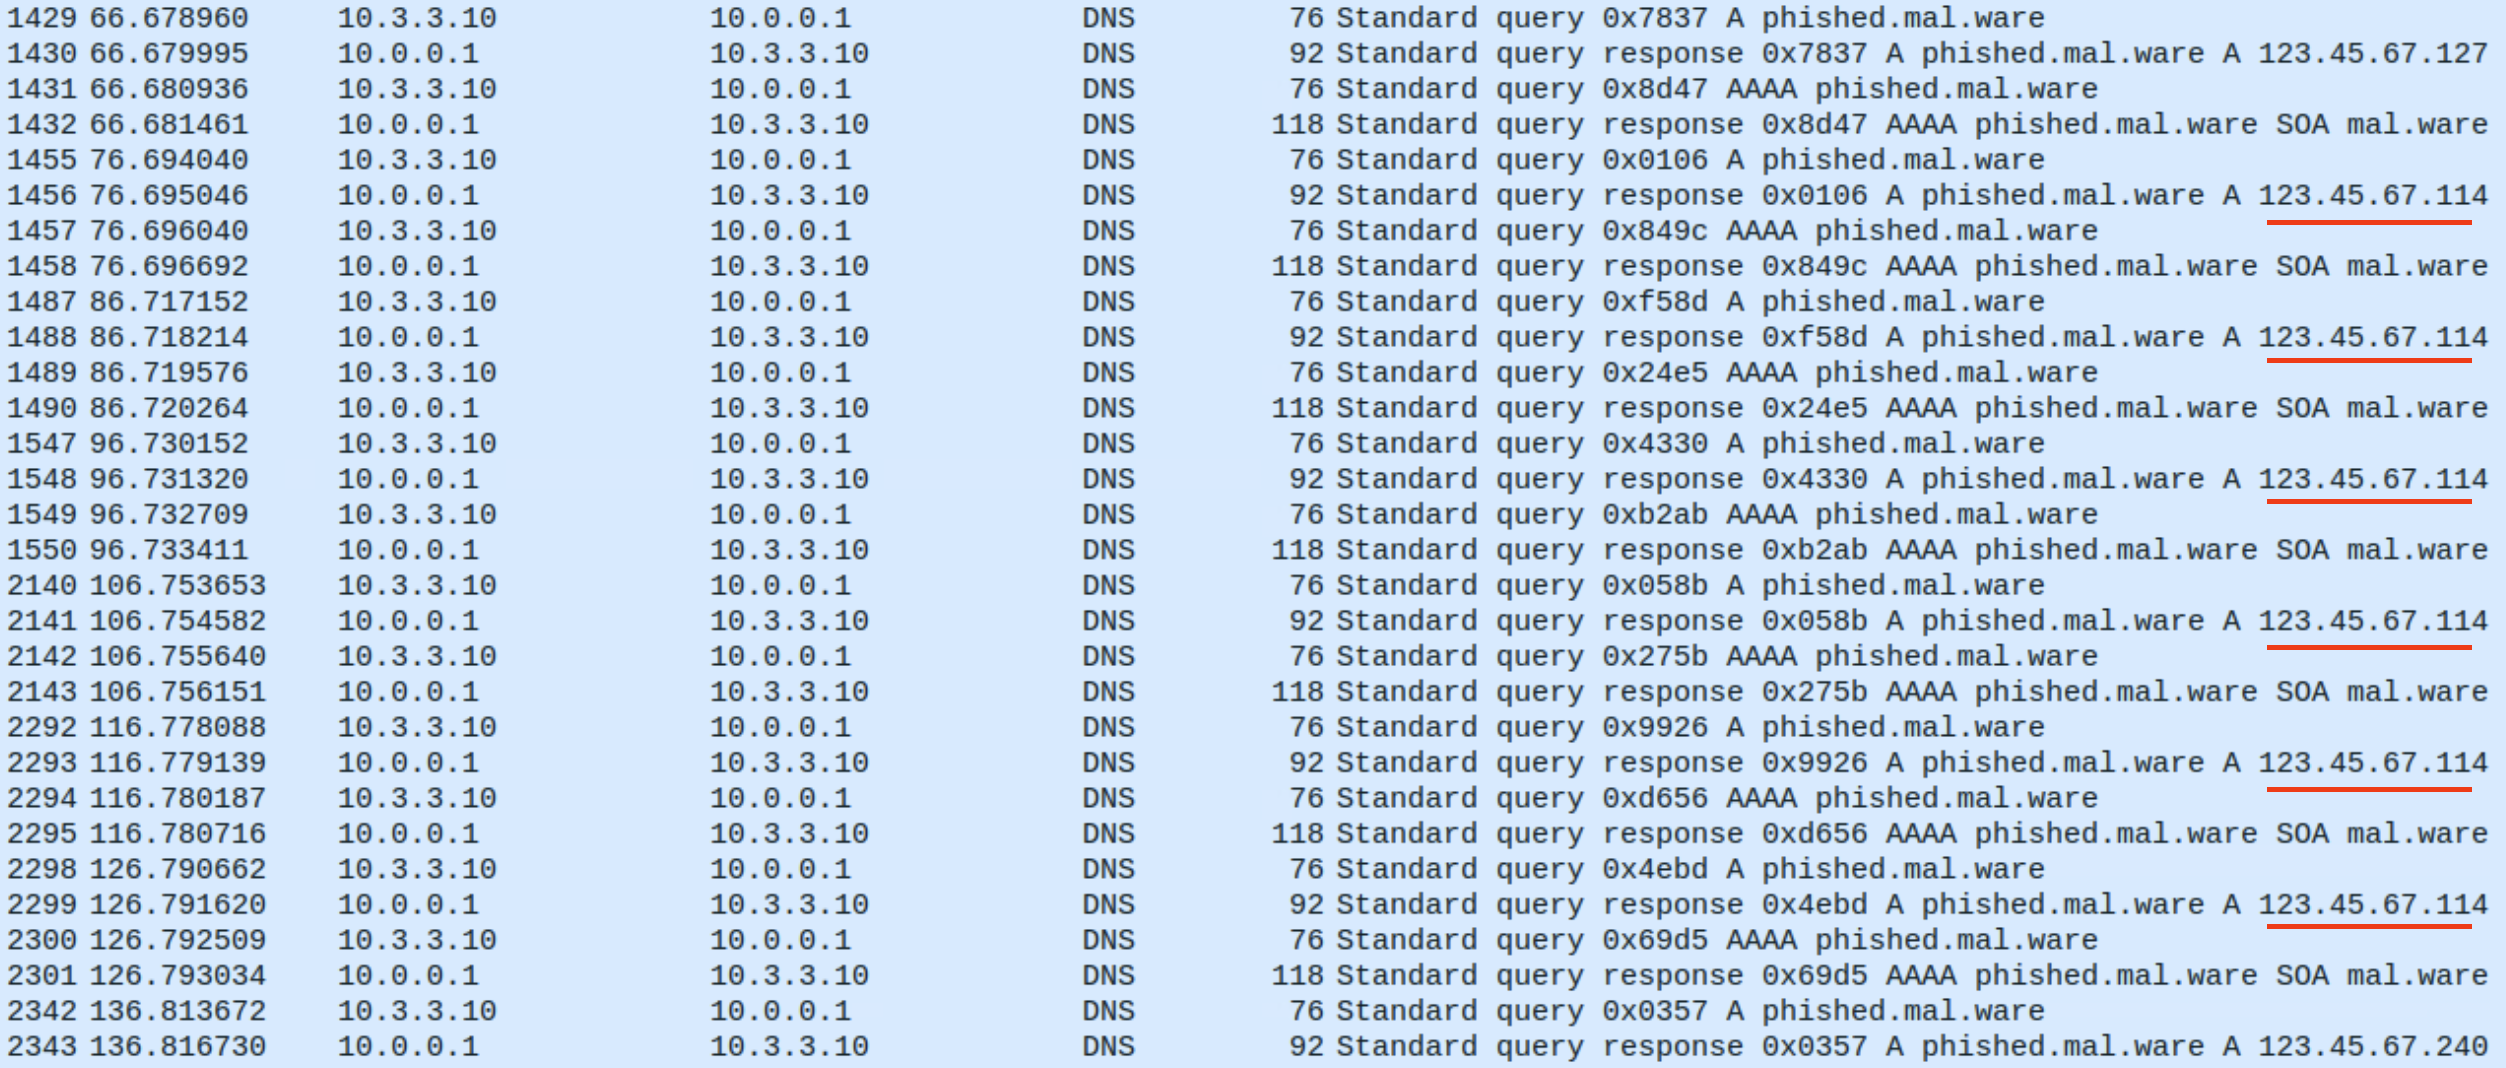 1429 66.678960 10.3.3.10 10.0.0.1 DNS 76 Standard query 0x7837 A phished.mal.ware
1430 66.679995 10.0.0.1 10.3.3.10 DNS 92 Standard query response 0x7837 A phished.mal.ware A 123.45.67.127
1431 66.680936 10.3.3.10 10.0.0.1 DNS 76 Standard query 0x8d47 AAAA phished.mal.ware
1432 66.681461 10.0.0.1 10.3.3.10 DNS 118 Standard query response 0x8d47 AAAA phished.mal.ware SOA mal.ware
1455 76.694040 10.3.3.10 10.0.0.1 DNS 76 Standard query 0x0106 A phished.mal.ware
1456 76.695046 10.0.0.1 10.3.3.10 DNS 92 Standard query response 0x0106 A phished.mal.ware A 123.45.67.114
1457 76.696040 10.3.3.10 10.0.0.1 DNS 76 Standard query 0x849c AAAA phished.mal.ware
1458 76.696692 10.0.0.1 10.3.3.10 DNS 118 Standard query response 0x849c AAAA phished.mal.ware SOA mal.ware
1487 86.717152 10.3.3.10 10.0.0.1 DNS 76 Standard query 0xf58d A phished.mal.ware
1488 86.718214 10.0.0.1 10.3.3.10 DNS 92 Standard query response 0xf58d A phished.mal.ware A 123.45.67.114
1489 86.719576 10.3.3.10 10.0.0.1 DNS 76 Standard query 0x24e5 AAAA phished.mal.ware
1490 86.720264 10.0.0.1 10.3.3.10 DNS 118 Standard query response 0x24e5 AAAA phished.mal.ware SOA mal.ware
1547 96.730152 10.3.3.10 10.0.0.1 DNS 76 Standard query 0x4330 A phished.mal.ware
1548 96.731320 10.0.0.1 10.3.3.10 DNS 92 Standard query response 0x4330 A phished.mal.ware A 123.45.67.114
1549 96.732709 10.3.3.10 10.0.0.1 DNS 76 Standard query 0xb2ab AAAA phished.mal.ware
1550 96.733411 10.0.0.1 10.3.3.10 DNS 118 Standard query response 0xb2ab AAAA phished.mal.ware SOA mal.ware
2140 106.753653 10.3.3.10 10.0.0.1 DNS 76 Standard query 0x058b A phished.mal.ware
2141 106.754582 10.0.0.1 10.3.3.10 DNS 92 Standard query response 0x058b A phished.mal.ware A 123.45.67.114
2142 106.755640 10.3.3.10 10.0.0.1 DNS 76 Standard query 0x275b AAAA phished.mal.ware
2143 106.756151 10.0.0.1 10.3.3.10 DNS 118 Standard query response 0x275b AAAA phished.mal.ware SOA mal.ware
2292 116.778088 10.3.3.10 10.0.0.1 DNS 76 Standard query 0x9926 A phished.mal.ware
2293 116.779139 10.0.0.1 10.3.3.10 DNS 92 Standard query response 0x9926 A phished.mal.ware A 123.45.67.114
2294 116.780187 10.3.3.10 10.0.0.1 DNS 76 Standard query 0xd656 AAAA phished.mal.ware
2295 116.780716 10.0.0.1 10.3.3.10 DNS 118 Standard query response 0xd656 AAAA phished.mal.ware SOA mal.ware
2298 126.790662 10.3.3.10 10.0.0.1 DNS 76 Standard query 0x4ebd A phished.mal.ware
2299 126.791620 10.0.0.1 10.3.3.10 DNS 92 Standard query response 0x4ebd A phished.mal.ware A 123.45.67.114
2300 126.792509 10.3.3.10 10.0.0.1 DNS 76 Standard query 0x69d5 AAAA phished.mal.ware
2301 126.793034 10.0.0.1 10.3.3.10 DNS 118 Standard query response 0x69d5 AAAA phished.mal.ware SOA mal.ware
2342 136.813672 10.3.3.10 10.0.0.1 DNS 76 Standard query 0x0357 A phished.mal.ware
2343 136.816730 10.0.0.1 10.3.3.10 DNS 92 Standard query response 0x0357 A phished.mal.ware A 123.45.67.240